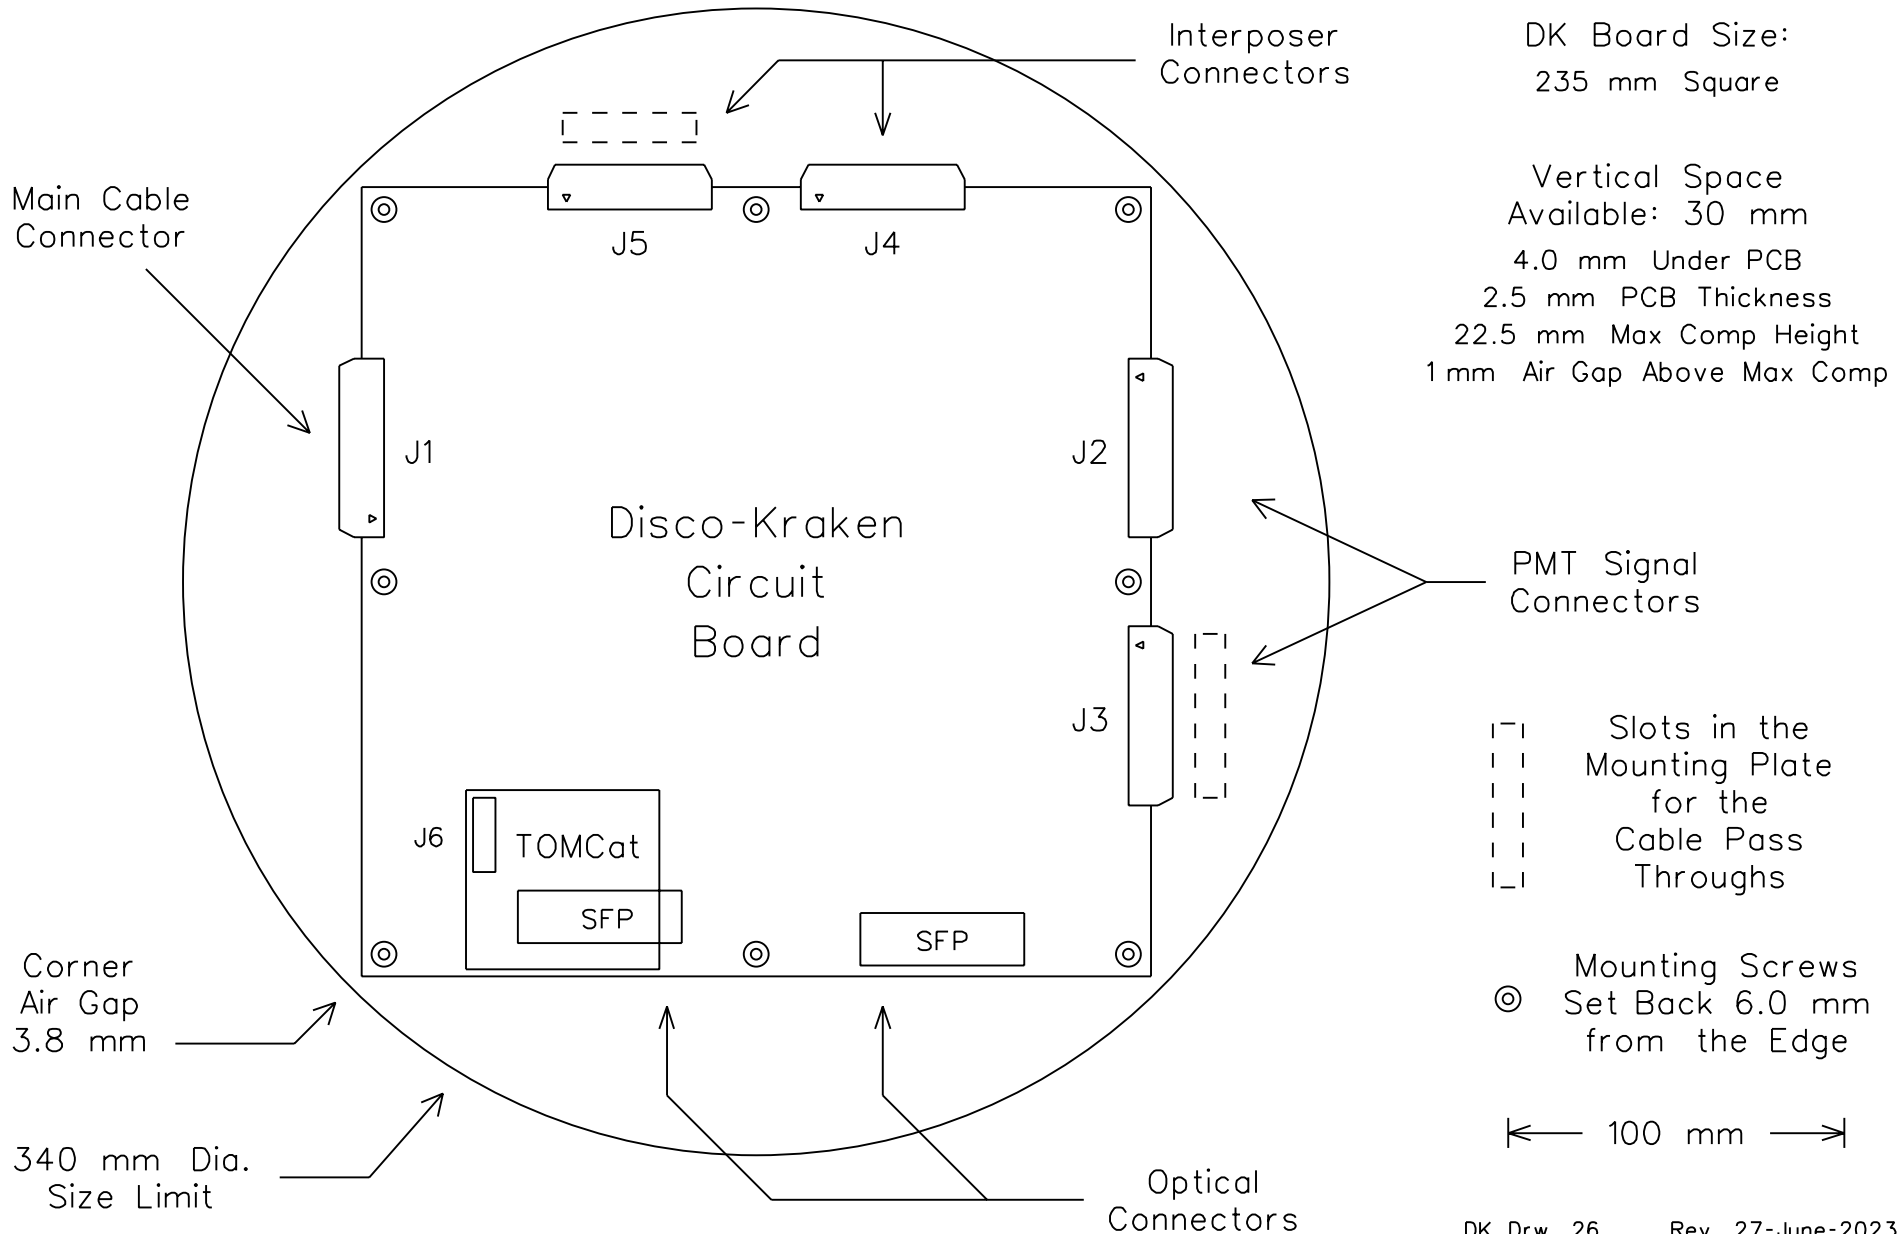 Interposer
Connectors
DK Board Size:
235 mm Square
Vertical Space
Available: 30 mm
4.0 mm Under PCB
2.5 mm PCB Thickness
22.5 mm Max Comp Height
1 mm Air Gap Above Max Comp
Main Cable
Connector
J5
J4
J1
J2
Disco-Kraken
Circuit
Board
PMT Signal
Connectors
J3
Slots in the
Mounting Plate
for the
Cable Pass
Throughs
J6
TOMCat
SFP
SFP
Corner
Air Gap
3.8 mm
Mounting Screws
Set Back 6.0 mm
from the Edge
100 mm
340 mm Dia.
Size Limit
Optical
Connectors
DK Drw. 26 Rev. 27-June-2023